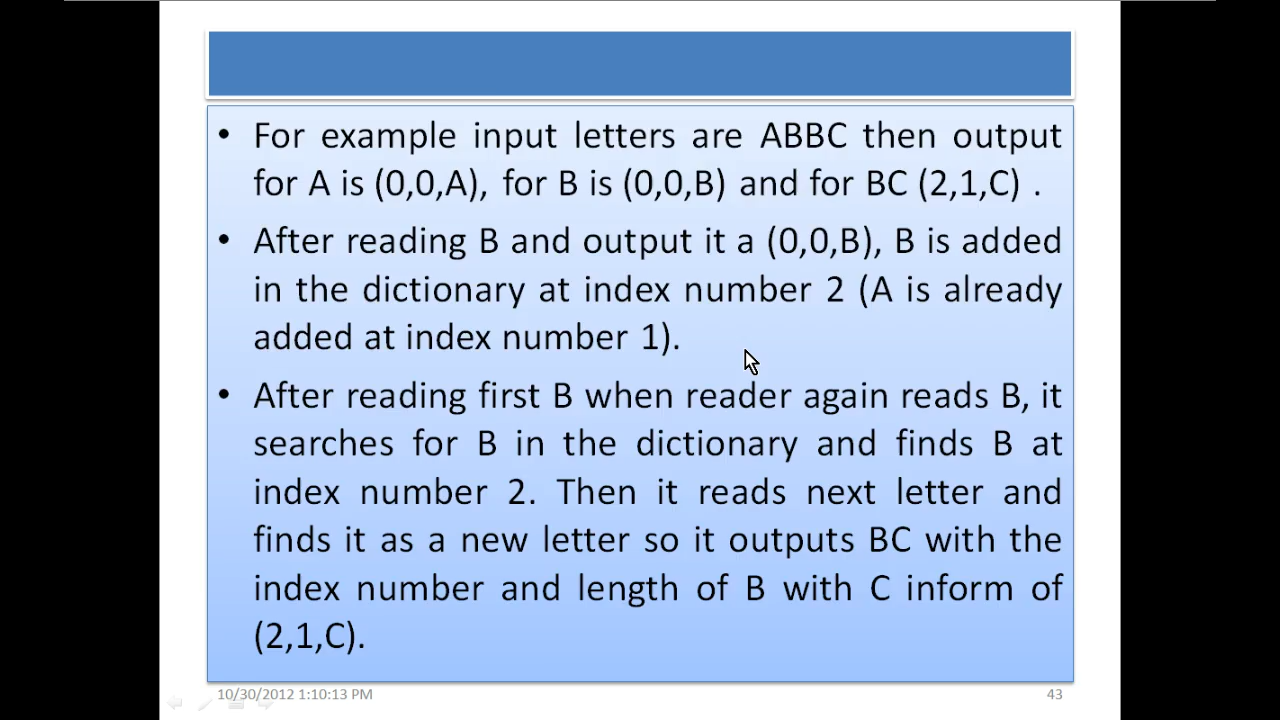 • For example input letters are ABBC then output
for A is (0,0,A), for B is (0,0,B) and for BC (2,1,C) .
• After reading B and output it a (0,0,B), B is added
in the dictionary at index number 2 (A is already
added at index number 1).
• After reading first B when reader again reads B, it
searches for B in the dictionary and finds B at
index number 2. Then it reads next letter and
finds it as a new letter so it outputs BC with the
index number and length of B with C inform of
(2,1,C).
10/30/2012 1:10:13 PM 43